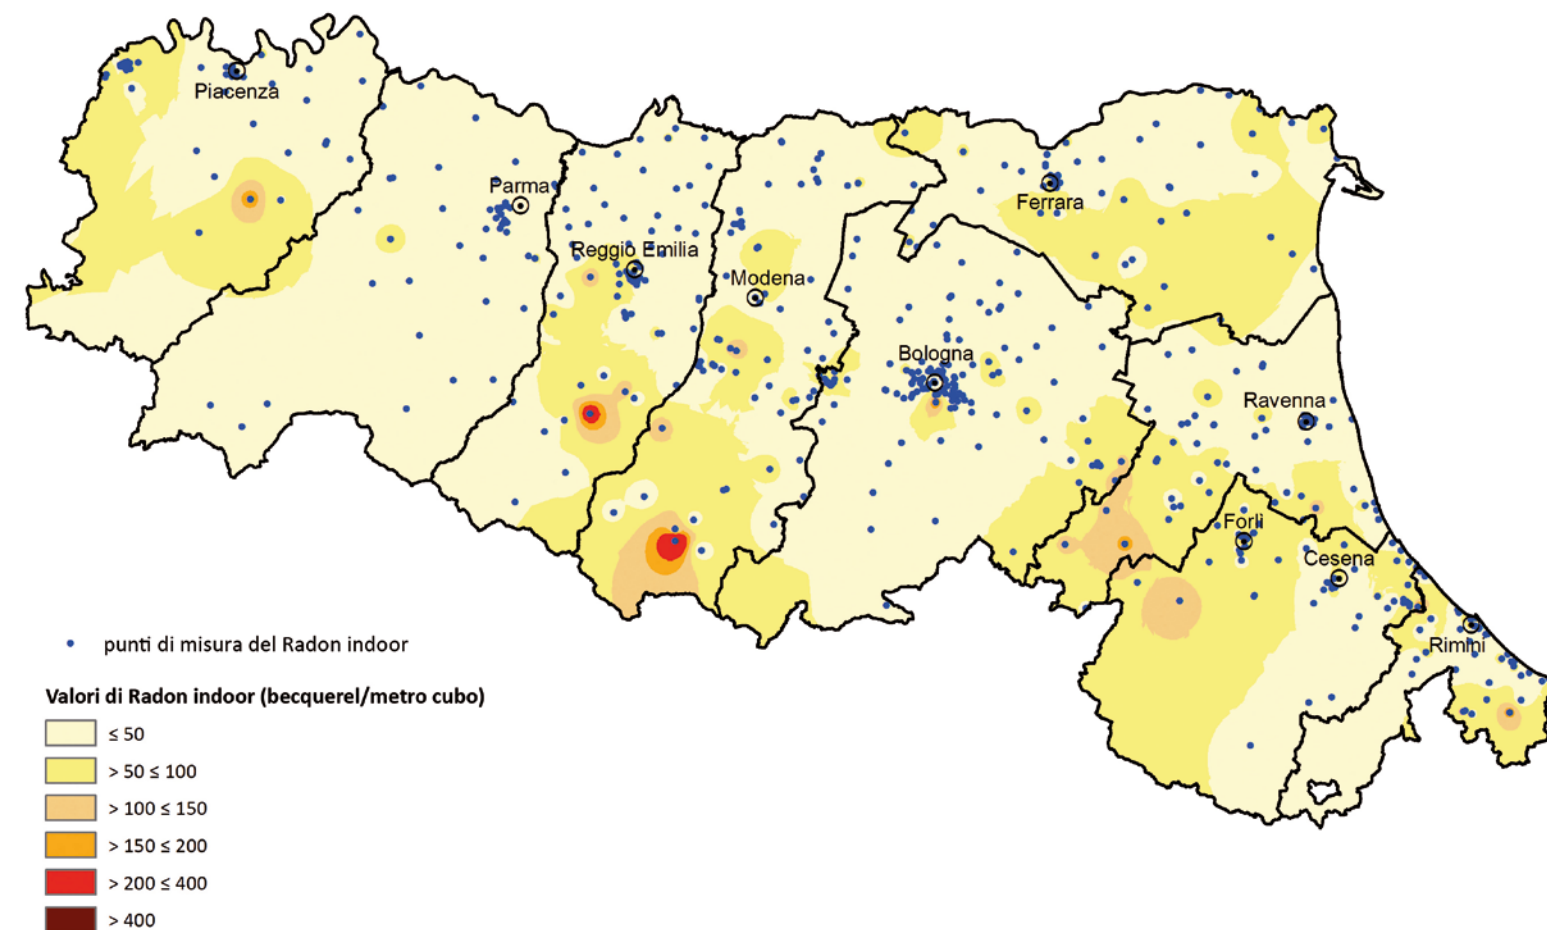 Piacenza
Parma
Reggio Emilia
Modena
Ferrara
Bologna
Ravenna
Forlì
Cesena
Rimini
punti di misura del Radon indoor
Valori di Radon indoor (becquerel/metro cubo)
≤ 50
> 50 ≤ 100
> 100 ≤ 150
> 150 ≤ 200
> 200 ≤ 400
> 400